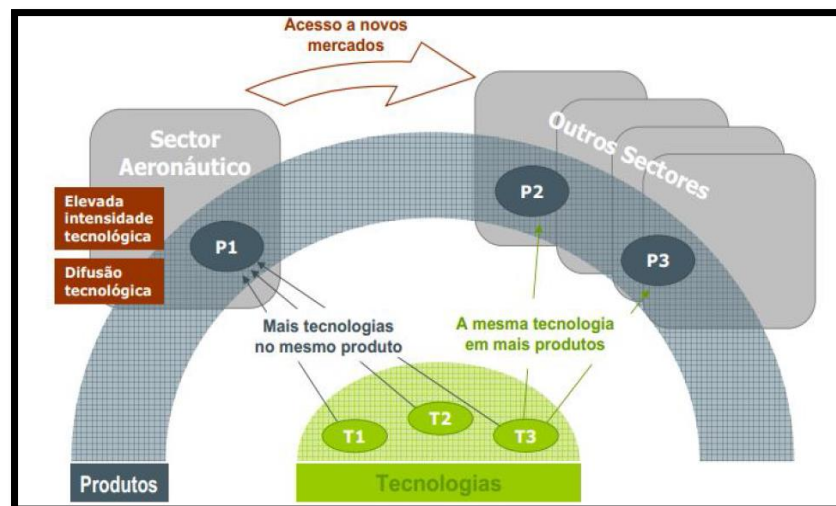 Acesso a novos
mercados
Sector
Aeronáutico
Outros Sectores
Elevada
intensidade
tecnológica
Difusão
tecnológica
P1
P2
P3
Mais tecnologias
no mesmo produto
A mesma tecnologia
em mais produtos
T1
T2
T3
Produtos
Tecnologias